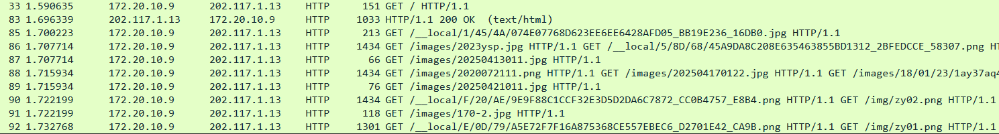 33 1.590635 172.20.10.9 202.117.1.13 HTTP 151 GET / HTTP/1.1
83 1.696339 202.117.1.13 172.20.10.9 HTTP 1033 HTTP/1.1 200 OK (text/html)
85 1.700223 172.20.10.9 202.117.1.13 HTTP 213 GET /__local/1/45/4A/074E07768D623EE6EE6428AFD05_BB19E236_16DB0.jpg HTTP/1.1
86 1.707714 172.20.10.9 202.117.1.13 HTTP 1434 GET /images/2023ysp.jpg HTTP/1.1 GET /__local/5/8D/68/45A9DA8C208E635463855BD1312_2BFEDCCE_58307.png
87 1.707714 172.20.10.9 202.117.1.13 HTTP 66 GET /images/20250413011.jpg HTTP/1.1
88 1.715934 172.20.10.9 202.117.1.13 HTTP 1434 GET /images/2020072111.png HTTP/1.1 GET /images/202504170122.jpg HTTP/1.1 GET /images/18/01/23/1ay37aq4
89 1.715934 172.20.10.9 202.117.1.13 HTTP 76 GET /images/20250421011.jpg HTTP/1.1
90 1.722199 172.20.10.9 202.117.1.13 HTTP 1434 GET /__local/F/20/AE/9E9F88C1CCF32E3D5D2DA6C7872_CC0B4757_E8B4.png HTTP/1.1 GET /img/zy02.png HTTP/1.1
91 1.722199 172.20.10.9 202.117.1.13 HTTP 118 GET /images/170-2.jpg HTTP/1.1
92 1.732768 172.20.10.9 202.117.1.13 HTTP 1301 GET /__local/E/0D/79/A5E72F7F16A875368CE557EBEC6_D2701E42_CA9B.png HTTP/1.1 GET /img/zy01.png HTTP/1.1